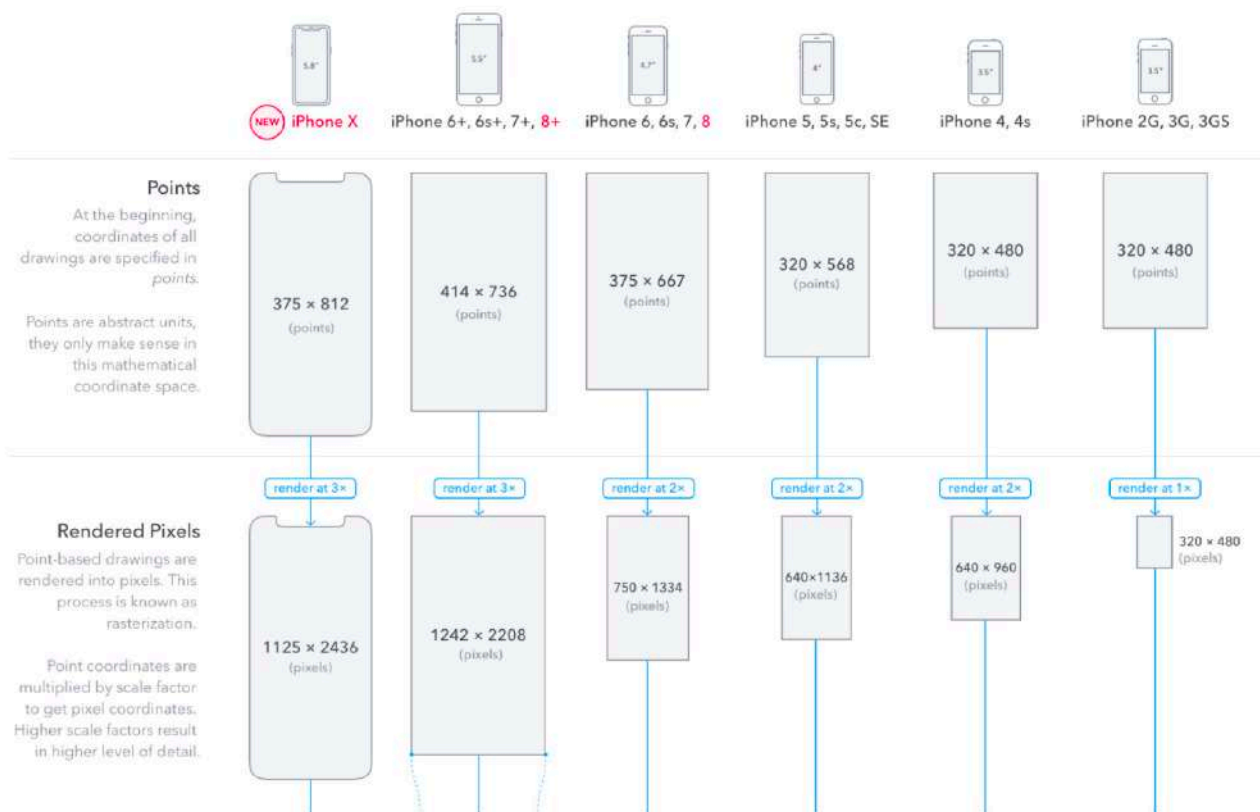 5.8"
5.5"
4.7"
4"
3.5"
3.5"
NEW iPhone X
iPhone 6+, 6s+, 7+, 8+
iPhone 6, 6s, 7, 8
iPhone 5, 5s, 5c, SE
iPhone 4, 4s
iPhone 2G, 3G, 3GS
Points
At the beginning,
coordinates of all
drawings are specified in
points.
Points are abstract units,
they only make sense in
this mathematical
coordinate space.
375 × 812
(points)
414 × 736
(points)
375 × 667
(points)
320 × 568
(points)
320 × 480
(points)
320 × 480
(points)
render at 3×
render at 3×
render at 2×
render at 2×
render at 2×
render at 1×
Rendered Pixels
Point-based drawings are
rendered into pixels. This
process is known as
rasterization.
Point coordinates are
multiplied by scale factor
to get pixel coordinates.
Higher scale factors result
in higher level of detail.
1125 × 2436
(pixels)
1242 × 2208
(pixels)
750 × 1334
(pixels)
640×1136
(pixels)
640 × 960
(pixels)
320 × 480
(pixels)